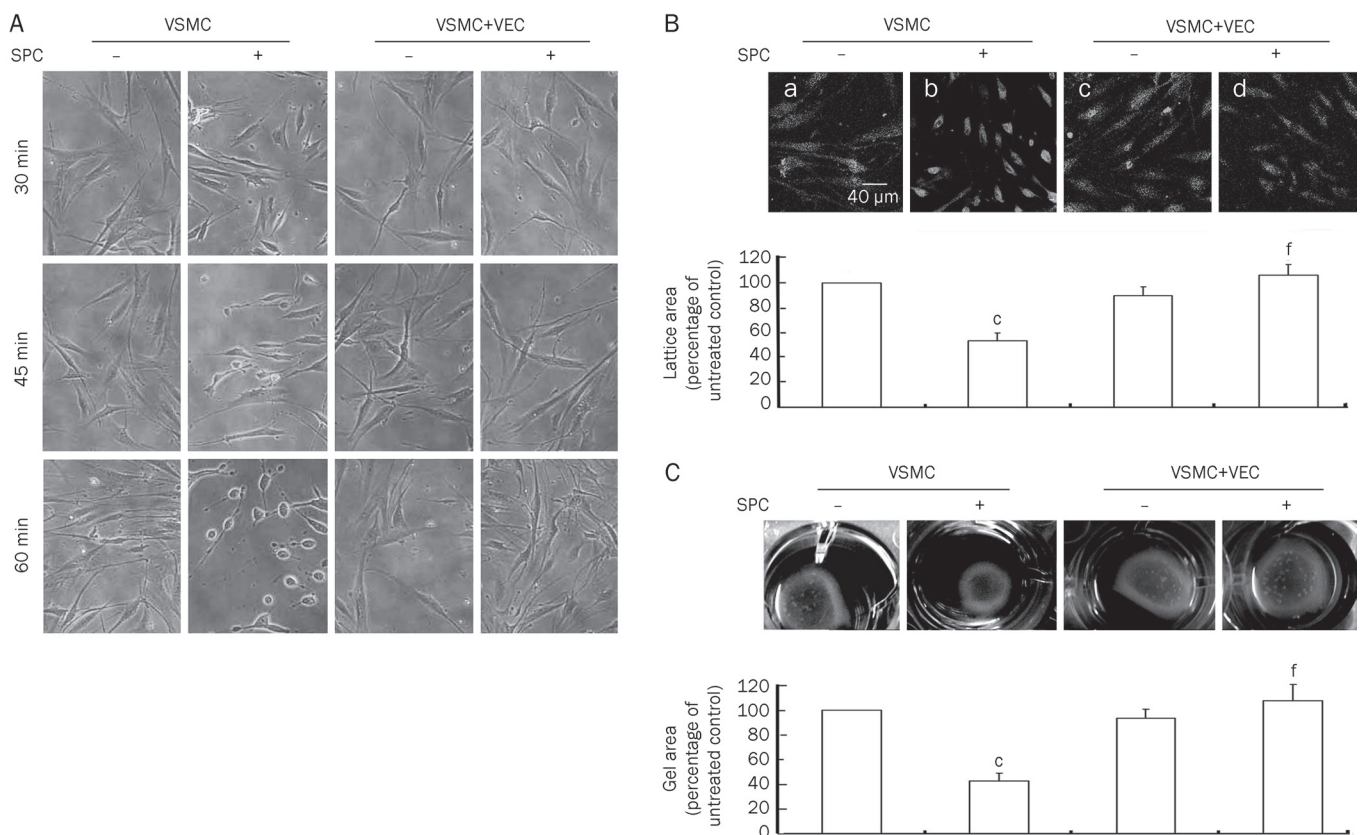 A
VSMC VSMC+VEC
SPC – + – +
30 min
45 min
60 min
B
VSMC VSMC+VEC
SPC – + – +
a b c d
40 µm
Lattice area
(percentage of
untreated control)
120
100
80
60
40
20
0
c
f
C
VSMC VSMC+VEC
SPC – + – +
Gel area
(percentage of
untreated control)
120
100
80
60
40
20
0
c
f